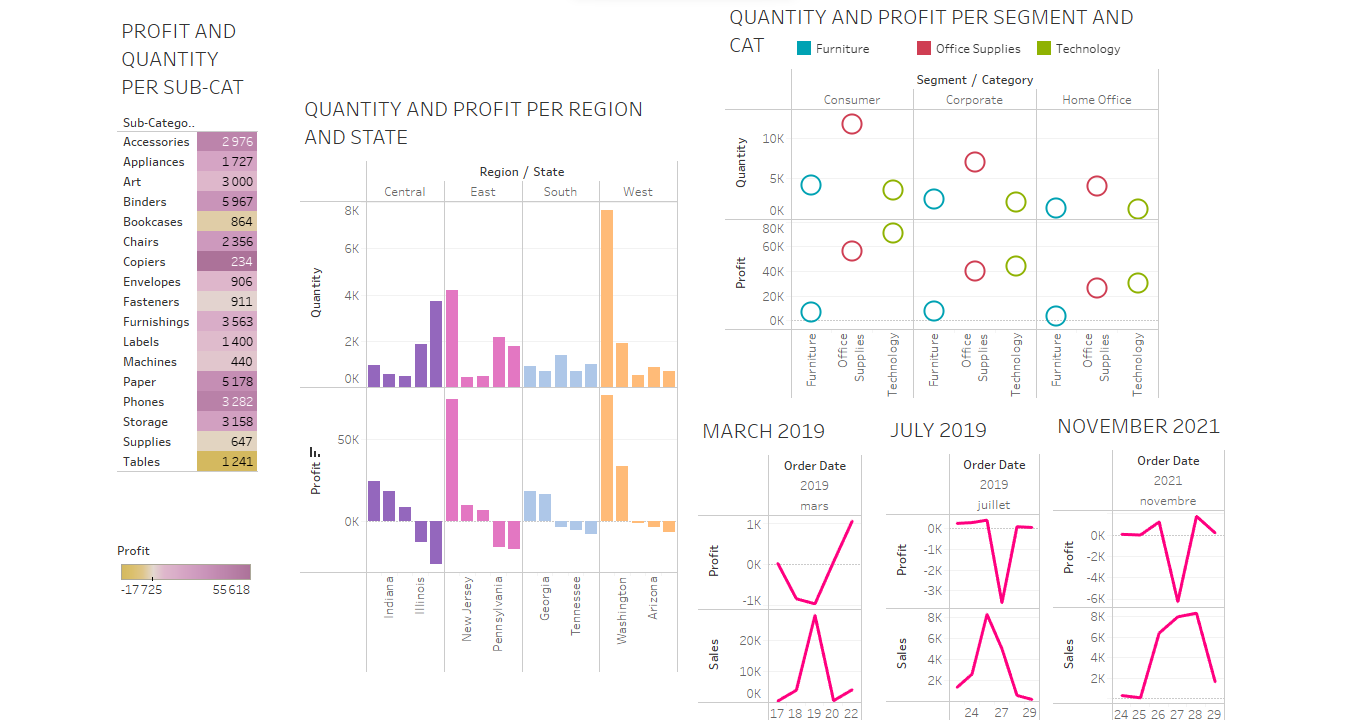 PROFIT AND
QUANTITY
PER SUB-CAT
Sub-Catego..
Accessories 2 976
Appliances 1 727
Art 3 000
Binders 5 967
Bookcases 864
Chairs 2 356
Copiers 234
Envelopes 906
Fasteners 911
Furnishings 3 563
Labels 1 400
Machines 440
Paper 5 178
Phones 3 282
Storage 3 158
Supplies 647
Tables 1 241
Profit
-17 725 55 618
QUANTITY AND PROFIT PER REGION
AND STATE
Region / State
Central East South West
Quantity
8K
6K
4K
2K
0K
Profit
50K
0K
Indiana
Illinois
New Jersey
Pennsylvania
Georgia
Tennessee
Washington
Arizona
QUANTITY AND PROFIT PER SEGMENT AND
CAT
Furniture Office Supplies Technology
Segment / Category
Consumer Corporate Home Office
Quantity
10K
5K
0K
Profit
80K
60K
40K
20K
0K
Furniture
Office
Supplies
Technology
Furniture
Office
Supplies
Technology
Furniture
Office
Supplies
Technology
MARCH 2019
Order Date
2019
mars
Profit
1K
0K
-1K
Sales
20K
10K
0K
17 18 19 20 22
JULY 2019
Order Date
2019
juillet
Profit
0K
-1K
-2K
-3K
Sales
8K
6K
4K
2K
24 27 29
NOVEMBER 2021
Order Date
2021
novembre
Profit
0K
-2K
-4K
-6K
Sales
8K
6K
4K
2K
24 25 26 27 28 29